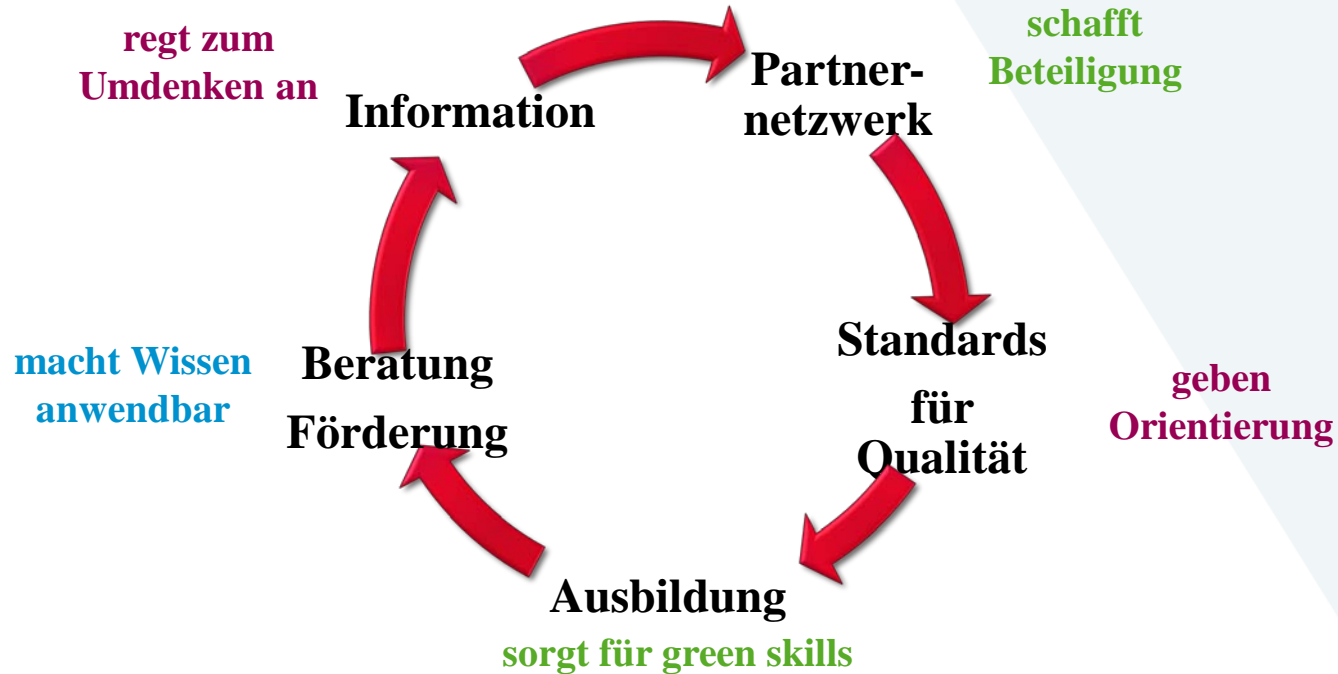 regt zum
Umdenken an
Information
Partner-
netzwerk
schafft
Beteiligung
Standards
für
Qualität
geben
Orientierung
Ausbildung
sorgt für green skills
Beratung
Förderung
macht Wissen
anwendbar